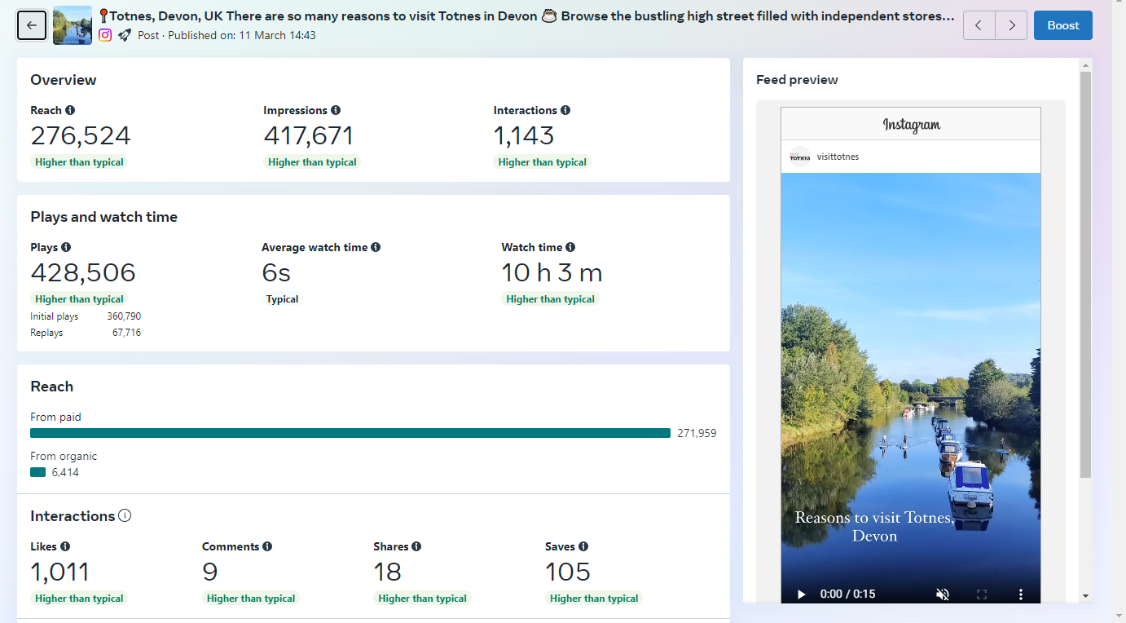 Totnes, Devon, UK There are so many reasons to visit Totnes in Devon ☕ Browse the bustling high street filled with independent stores...
Post · Published on: 11 March 14:43
Boost
Overview
Reach
Impressions
Interactions
276,524
417,671
1,143
Higher than typical
Higher than typical
Higher than typical
Plays and watch time
Plays
Average watch time
Watch time
428,506
6s
10 h 3 m
Higher than typical
Typical
Higher than typical
Initial plays 360,790
Replays 67,716
Reach
From paid
271,959
From organic
6,414
Interactions
Likes
Comments
Shares
Saves
1,011
9
18
105
Higher than typical
Higher than typical
Higher than typical
Higher than typical
Feed preview
Instagram
TOTNES
visittotnes
Reasons to visit Totnes,
Devon
0:00 / 0:15